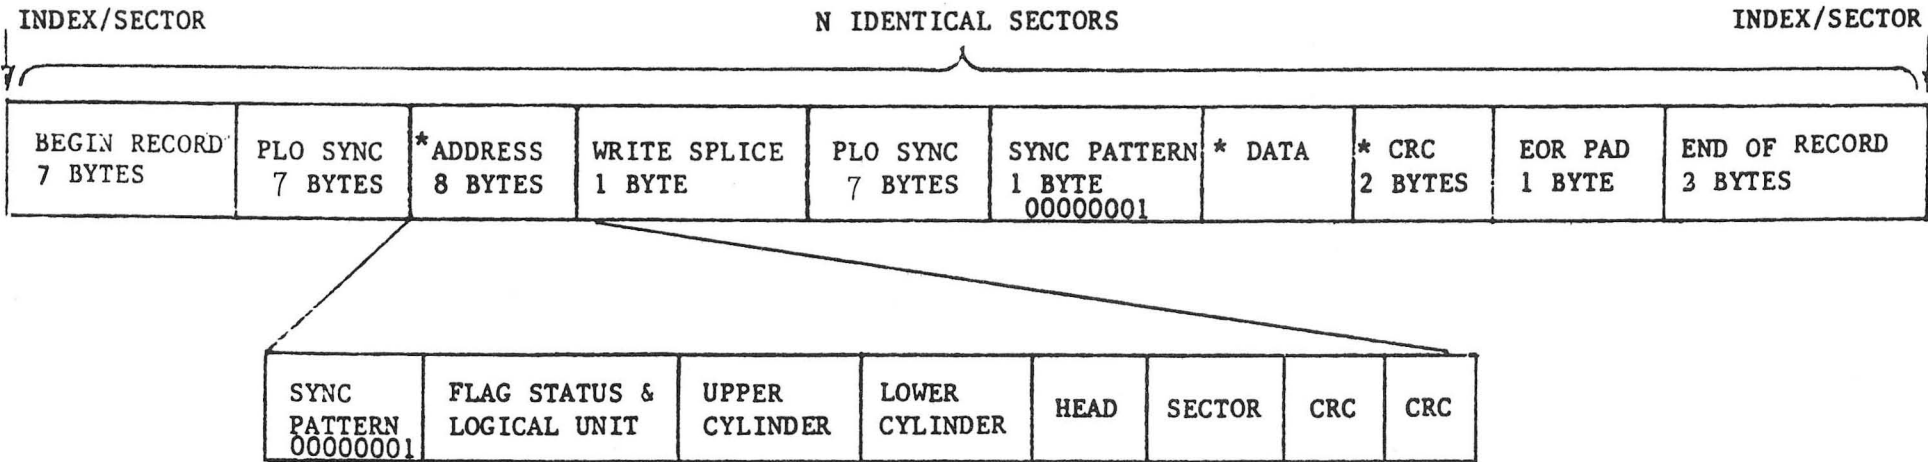 INDEX/SECTOR
N IDENTICAL SECTORS
INDEX/SECTOR
BEGIN RECORD
7 BYTES
PLO SYNC
7 BYTES
*ADDRESS
8 BYTES
WRITE SPLICE
1 BYTE
PLO SYNC
7 BYTES
SYNC PATTERN
1 BYTE
00000001
* DATA
* CRC
2 BYTES
EOR PAD
1 BYTE
END OF RECORD
3 BYTES
SYNC
PATTERN
00000001
FLAG STATUS &
LOGICAL UNIT
UPPER
CYLINDER
LOWER
CYLINDER
HEAD
SECTOR
CRC
CRC